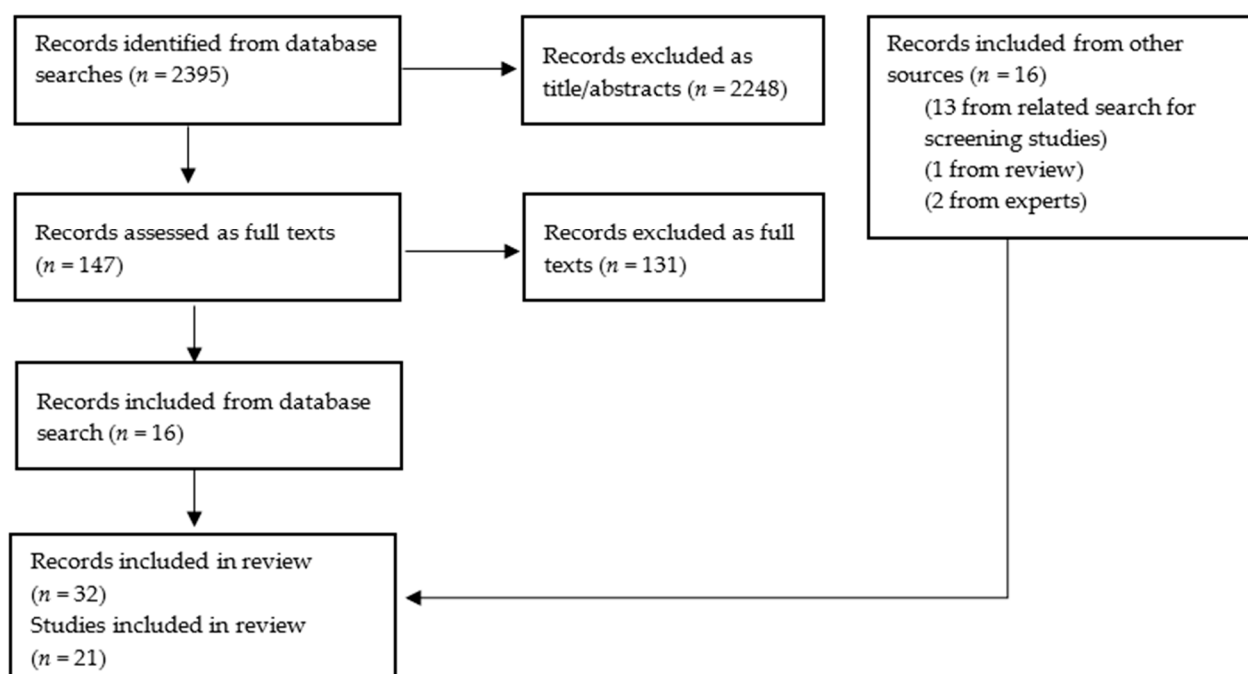 Records identified from database
searches (n = 2395)
Records excluded as
title/abstracts (n = 2248)
Records included from other
sources (n = 16)
(13 from related search for
screening studies)
(1 from review)
(2 from experts)
Records assessed as full texts
(n = 147)
Records excluded as full
texts (n = 131)
Records included from database
search (n = 16)
Records included in review
(n = 32)
Studies included in review
(n = 21)